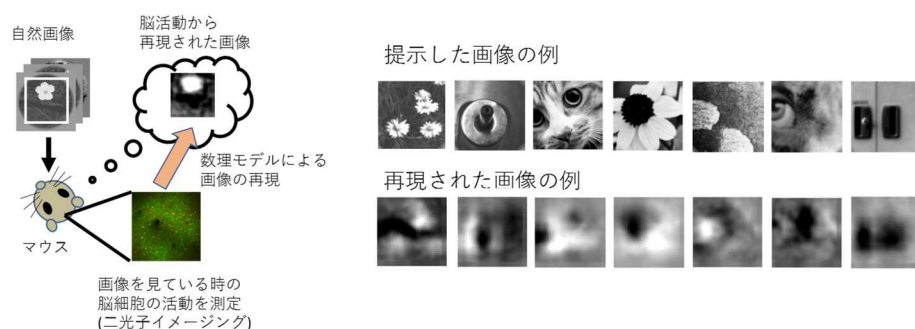 自然画像
脳活動から
再現された画像
数理モデルによる
画像の再現
マウス
画像を見ている時の
脳細胞の活動を測定
(二光子イメージング)
提示した画像の例
再現された画像の例